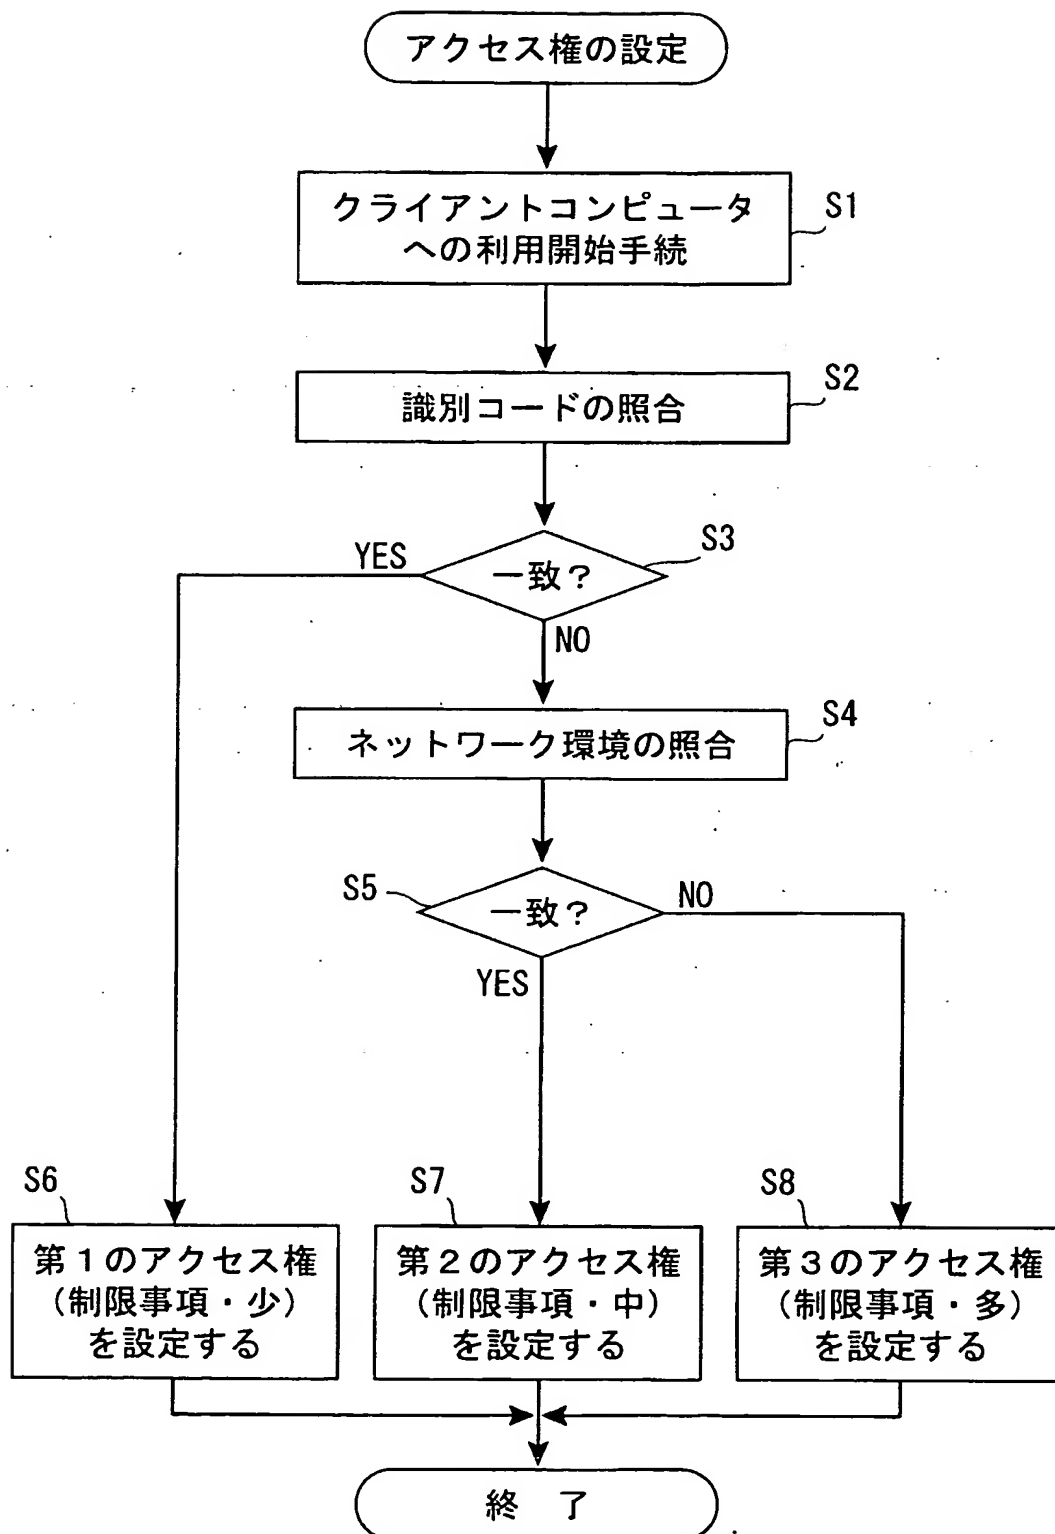 アクセス権の設定
クライアントコンピュータ
への利用開始手続
S1
識別コードの照合
S2
一致?
S3
YES
NO
ネットワーク環境の照合
S4
一致?
S5
NO
YES
S6
第1のアクセス権
(制限事項・少)
を設定する
S7
第2のアクセス権
(制限事項・中)
を設定する
S8
第3のアクセス権
(制限事項・多)
を設定する
終 了